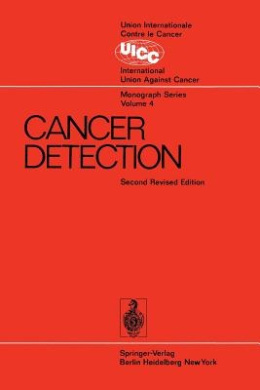 Union Internationale
Contre le Cancer
UICC
International
Union Against Cancer
Monograph Series
Volume 4
CANCER
DETECTION
Second Revised Edition
Springer-Verlag
Berlin Heidelberg New York